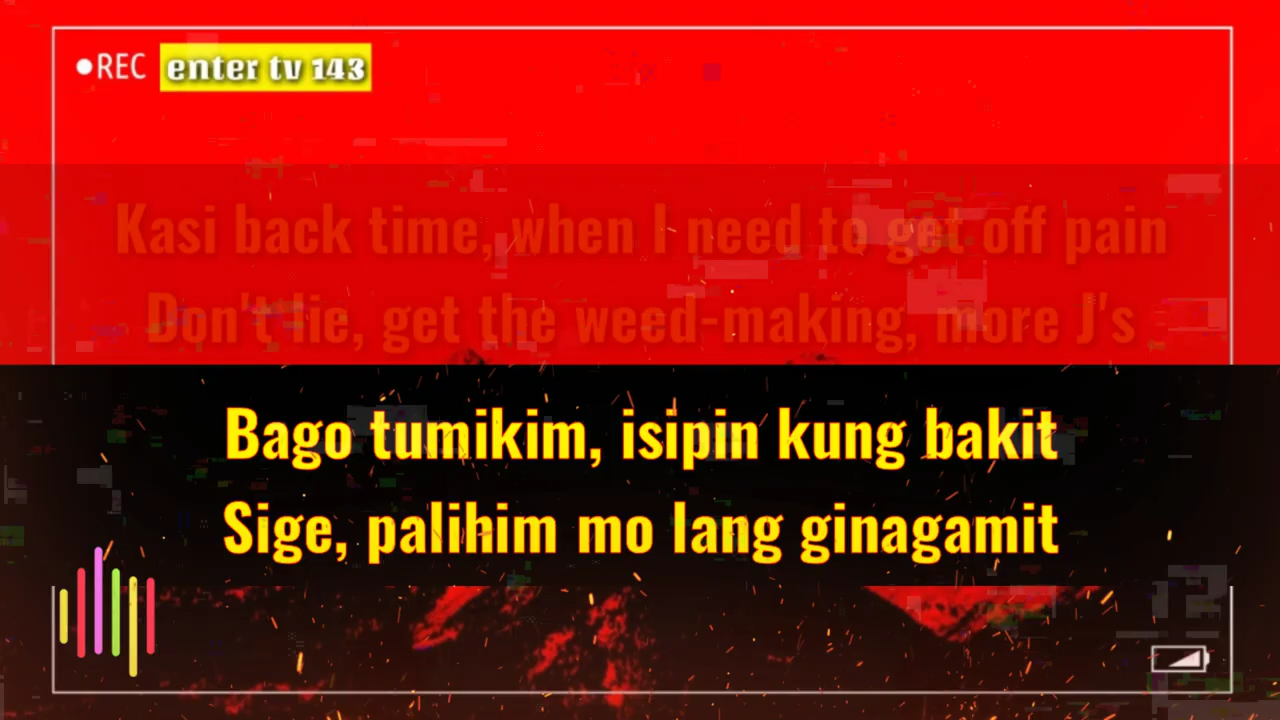 REC enter tv 143
Kasi back time, when I need to get off pain
Don't lie, get the weed-making, more J's
Bago tumikim, isipin kung bakit
Sige, palihim mo lang ginagamit